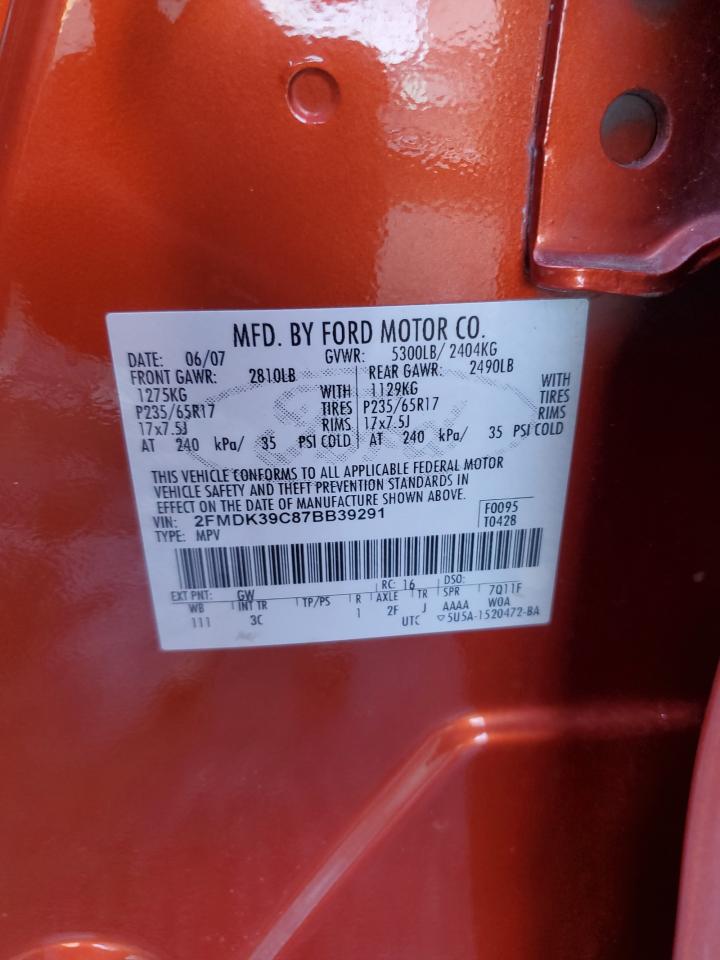 MFD. BY FORD MOTOR CO.
DATE: 06/07 GVWR: 5300LB/ 2404KG
FRONT GAWR: 2810LB REAR GAWR: 2490LB
1275KG WITH 1129KG WITH
P235/65R17 TIRES P235/65R17 TIRES
17x7.5J RIMS 17x7.5J RIMS
AT 240 kPa/ 35 PSI COLD AT 240 kPa/ 35 PSI COLD
THIS VEHICLE CONFORMS TO ALL APPLICABLE FEDERAL MOTOR
VEHICLE SAFETY AND THEFT PREVENTION STANDARDS IN
EFFECT ON THE DATE OF MANUFACTURE SHOWN ABOVE.
VIN: 2FMDK39C87BB39291 F0095
TYPE: MPV T0428
EXT PNT: GW RC: 16 DSO: 7Q11F
WB INT TR TP/PS R AXLE TR SPR W0A
111 3C 1 2F J AAAA
UTC ▽5U5A-1520472-BA